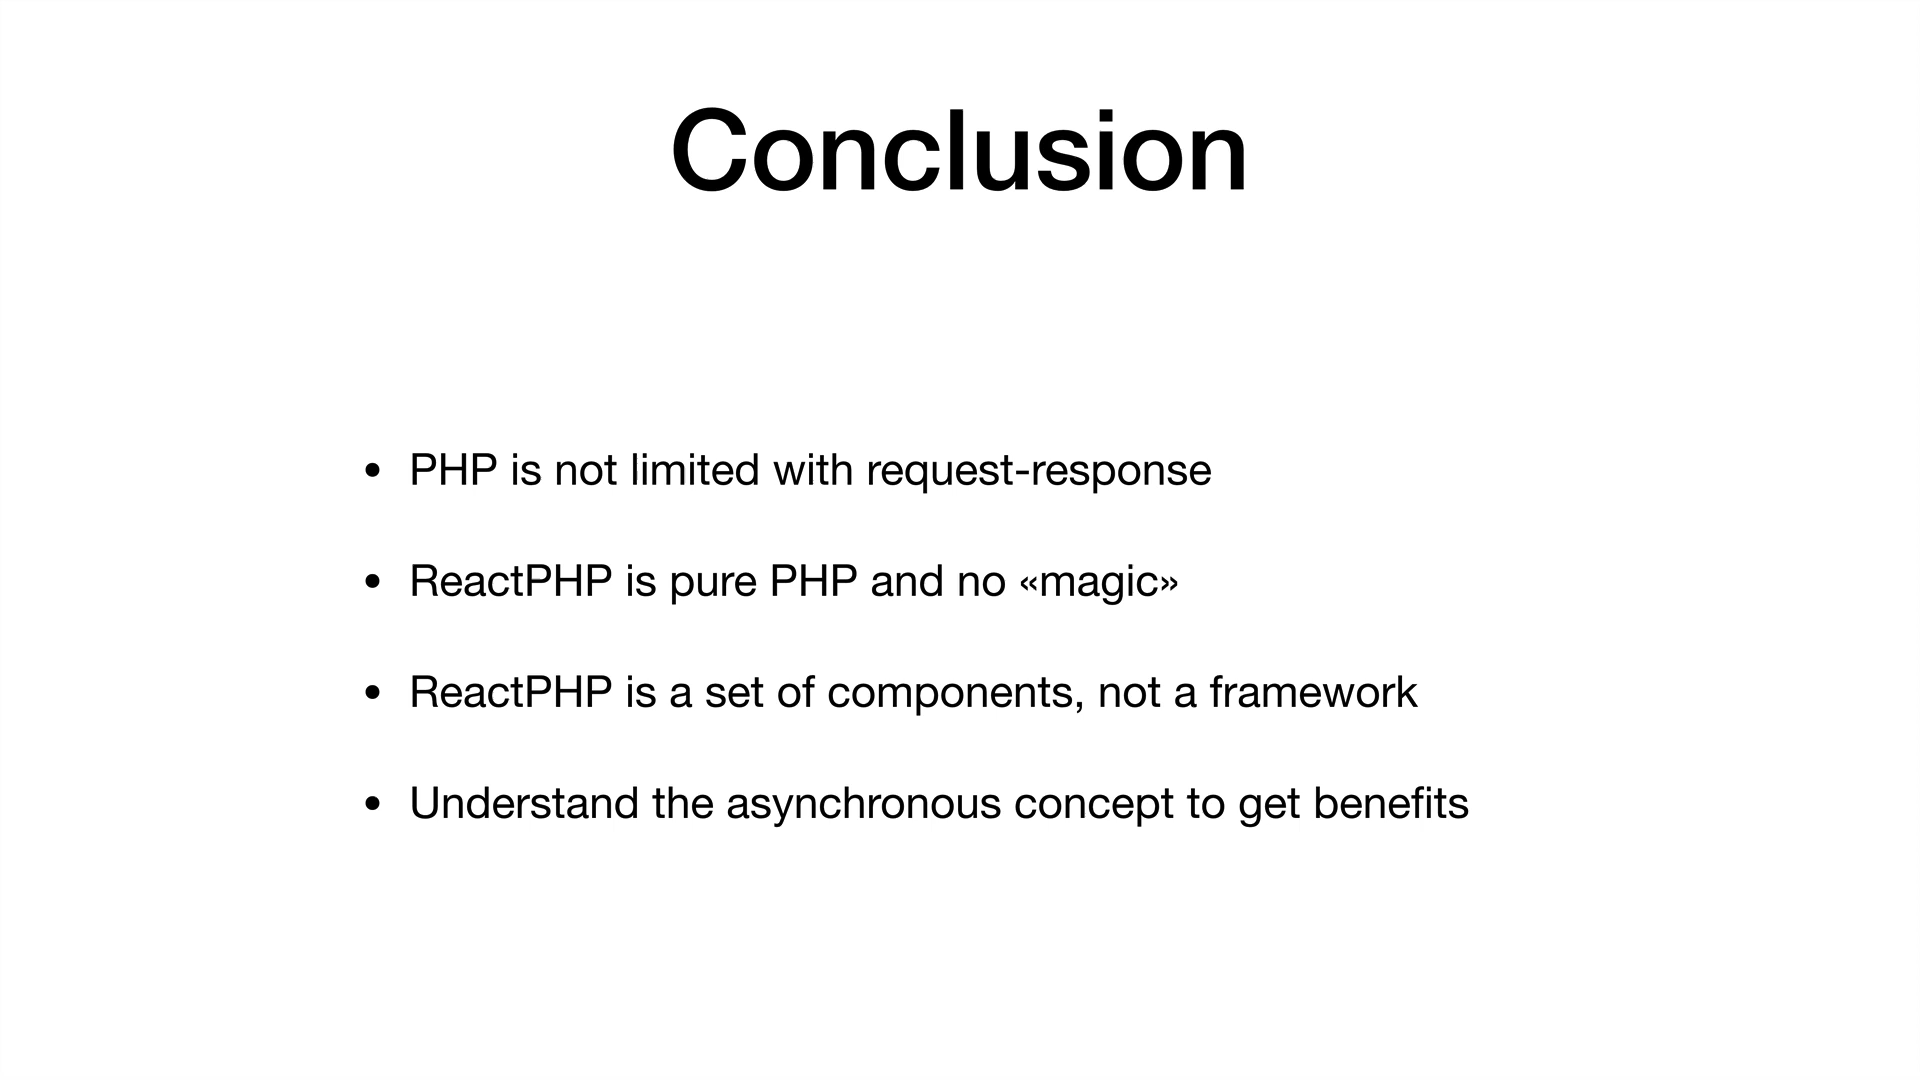 Conclusion
• PHP is not limited with request-response
• ReactPHP is pure PHP and no «magic»
• ReactPHP is a set of components, not a framework
• Understand the asynchronous concept to get benefits